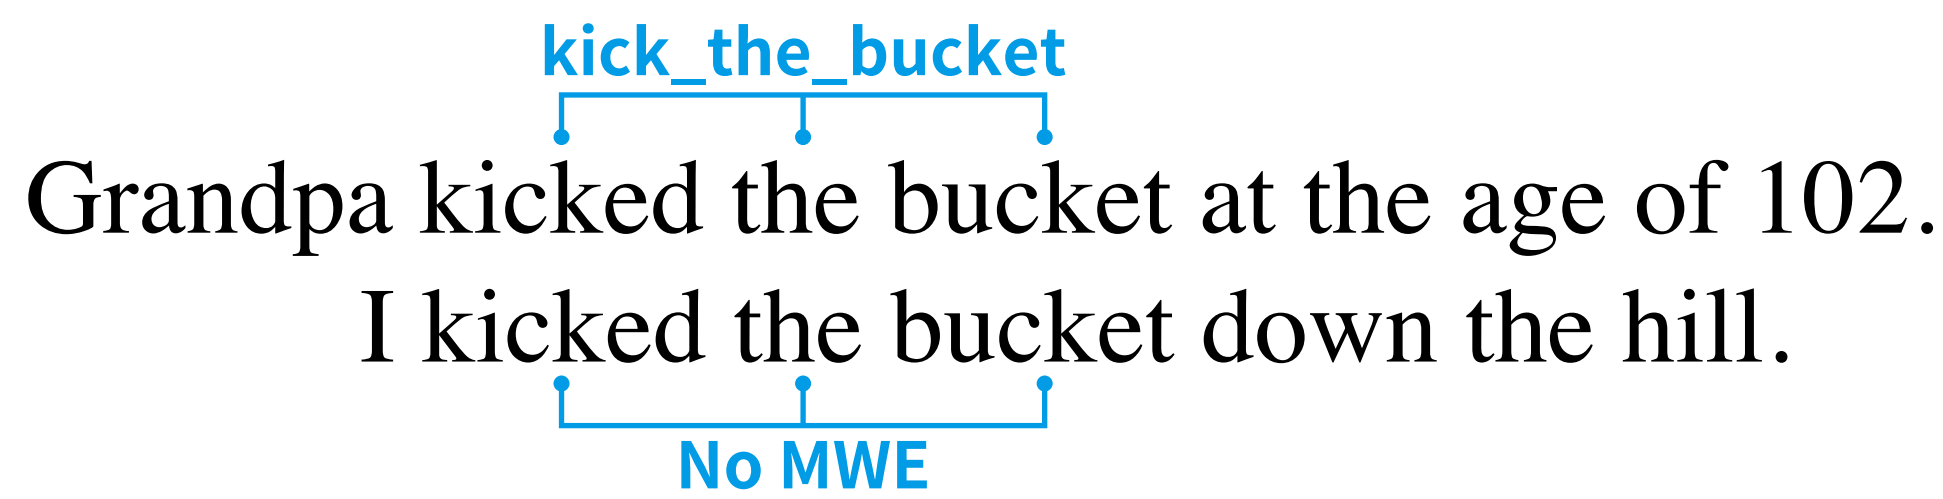 kick_the_bucket
Grandpa kicked the bucket at the age of 102.
I kicked the bucket down the hill.
No MWE